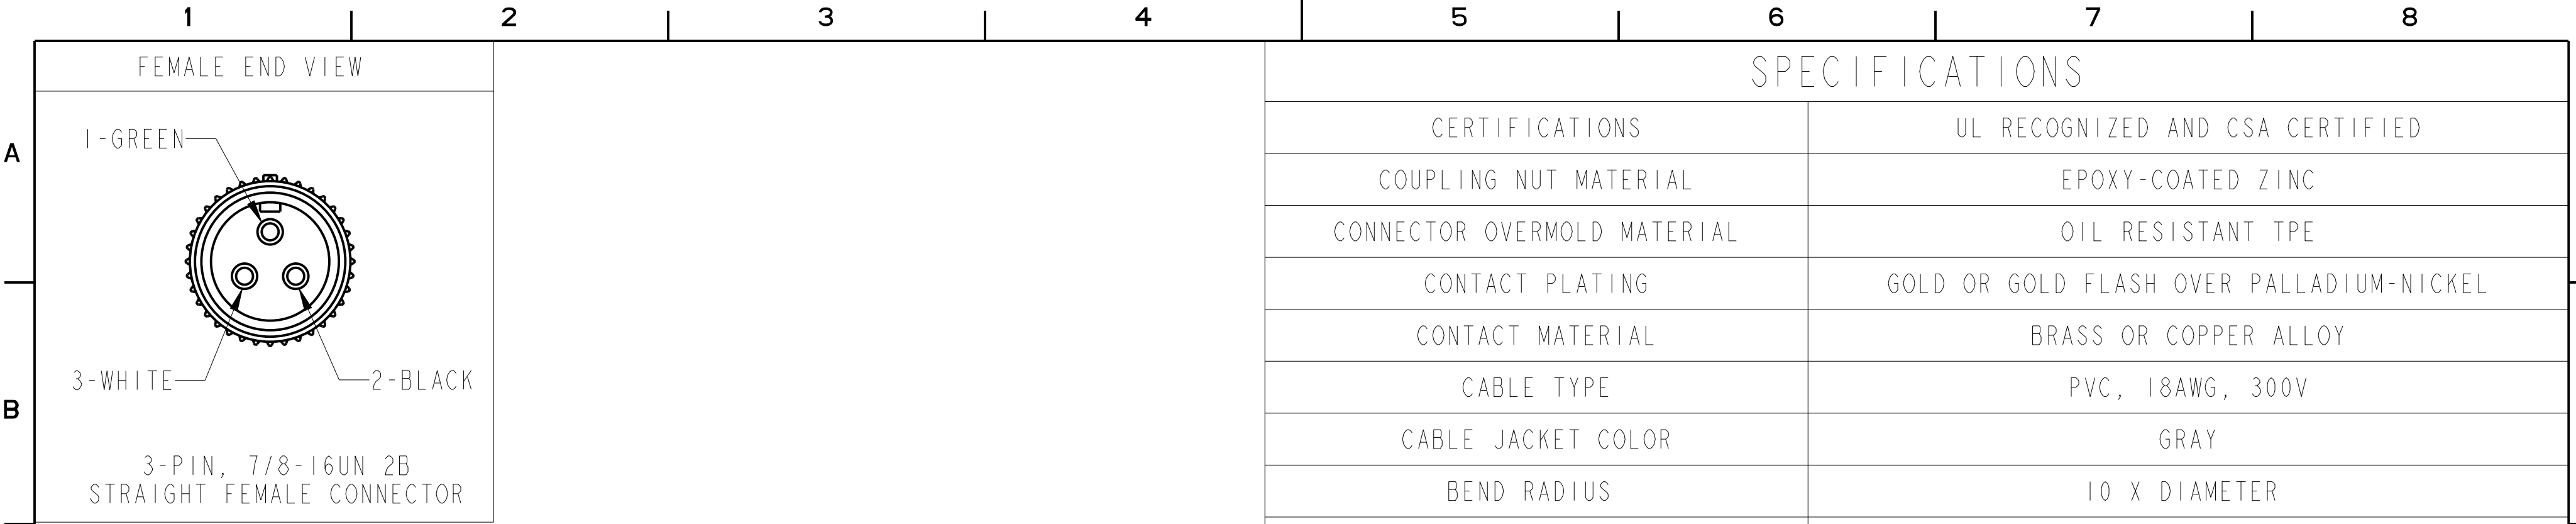 1 2 3 4 5 6 7 8
FEMALE END VIEW
A
1-GREEN
3-WHITE
2-BLACK
B
3-PIN, 7/8-16UN 2B
STRAIGHT FEMALE CONNECTOR
SPECIFICATIONS
CERTIFICATIONS UL RECOGNIZED AND CSA CERTIFIED
COUPLING NUT MATERIAL EPOXY-COATED ZINC
CONNECTOR OVERMOLD MATERIAL OIL RESISTANT TPE
CONTACT PLATING GOLD OR GOLD FLASH OVER PALLADIUM-NICKEL
CONTACT MATERIAL BRASS OR COPPER ALLOY
CABLE TYPE PVC, 18AWG, 300V
CABLE JACKET COLOR GRAY
BEND RADIUS 10 X DIAMETER